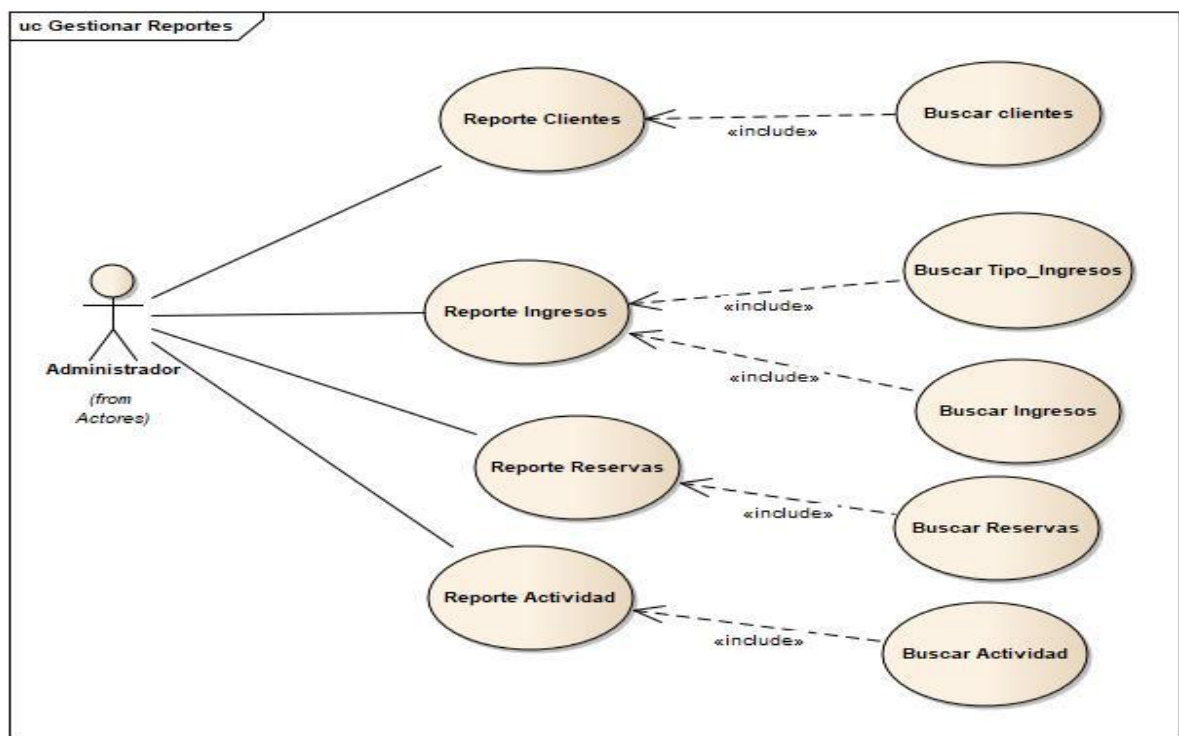 uc Gestionar Reportes
Reporte Clientes
«include»
Buscar clientes
Buscar Tipo_Ingresos
Reporte Ingresos
«include»
Administrador
(from
Actores)
«include»
Buscar Ingresos
Reporte Reservas
«include»
Buscar Reservas
Reporte Actividad
«include»
Buscar Actividad